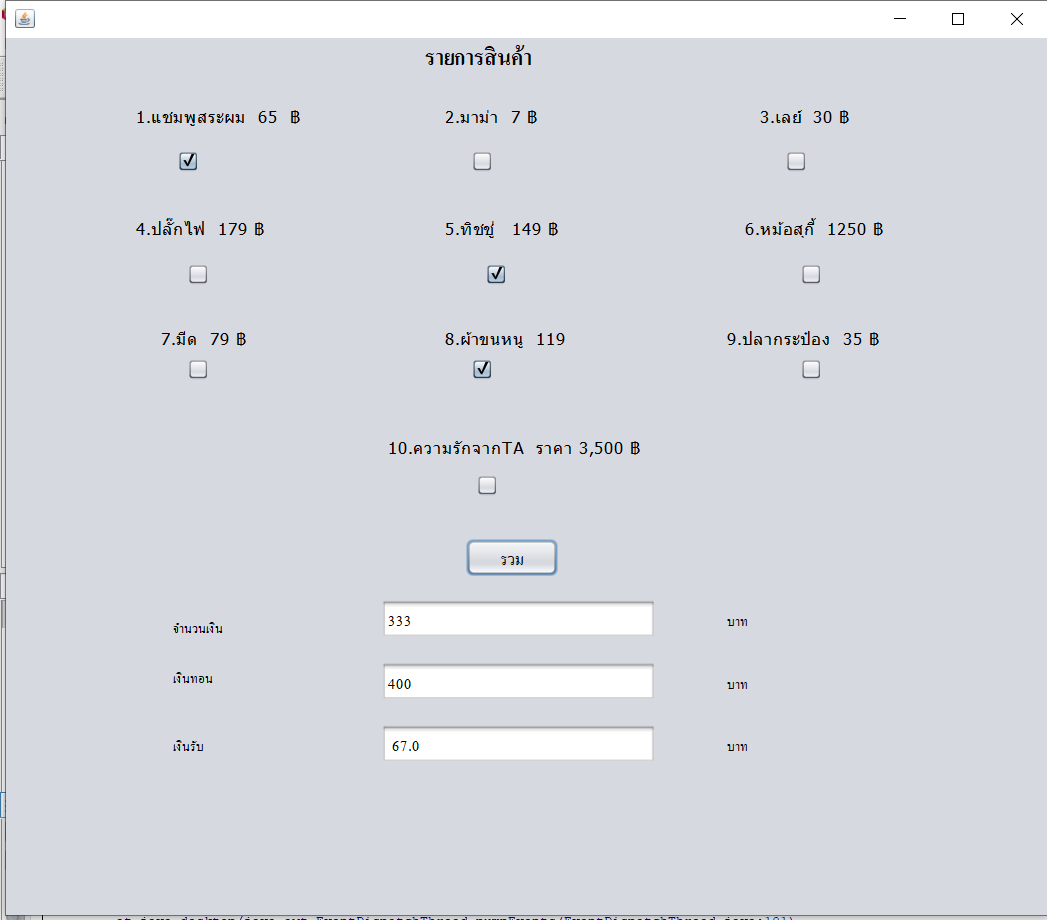 รายการสินค้า
1.แชมพูสระผม 65 ฿ 2.มาม่า 7 ฿ 3.เลย์ 30 ฿
4.ปลั๊กไฟ 179 ฿ 5.ทิชชู่ 149 ฿ 6.หม้อสุกี้ 1250 ฿
7.มีด 79 ฿ 8.ผ้าขนหนู 119 9.ปลากระป๋อง 35 ฿
10.ความรักจากTA ราคา 3,500 ฿
รวม
จำนวนเงิน 333 บาท
เงินทอน 400 บาท
เงินรับ 67.0 บาท